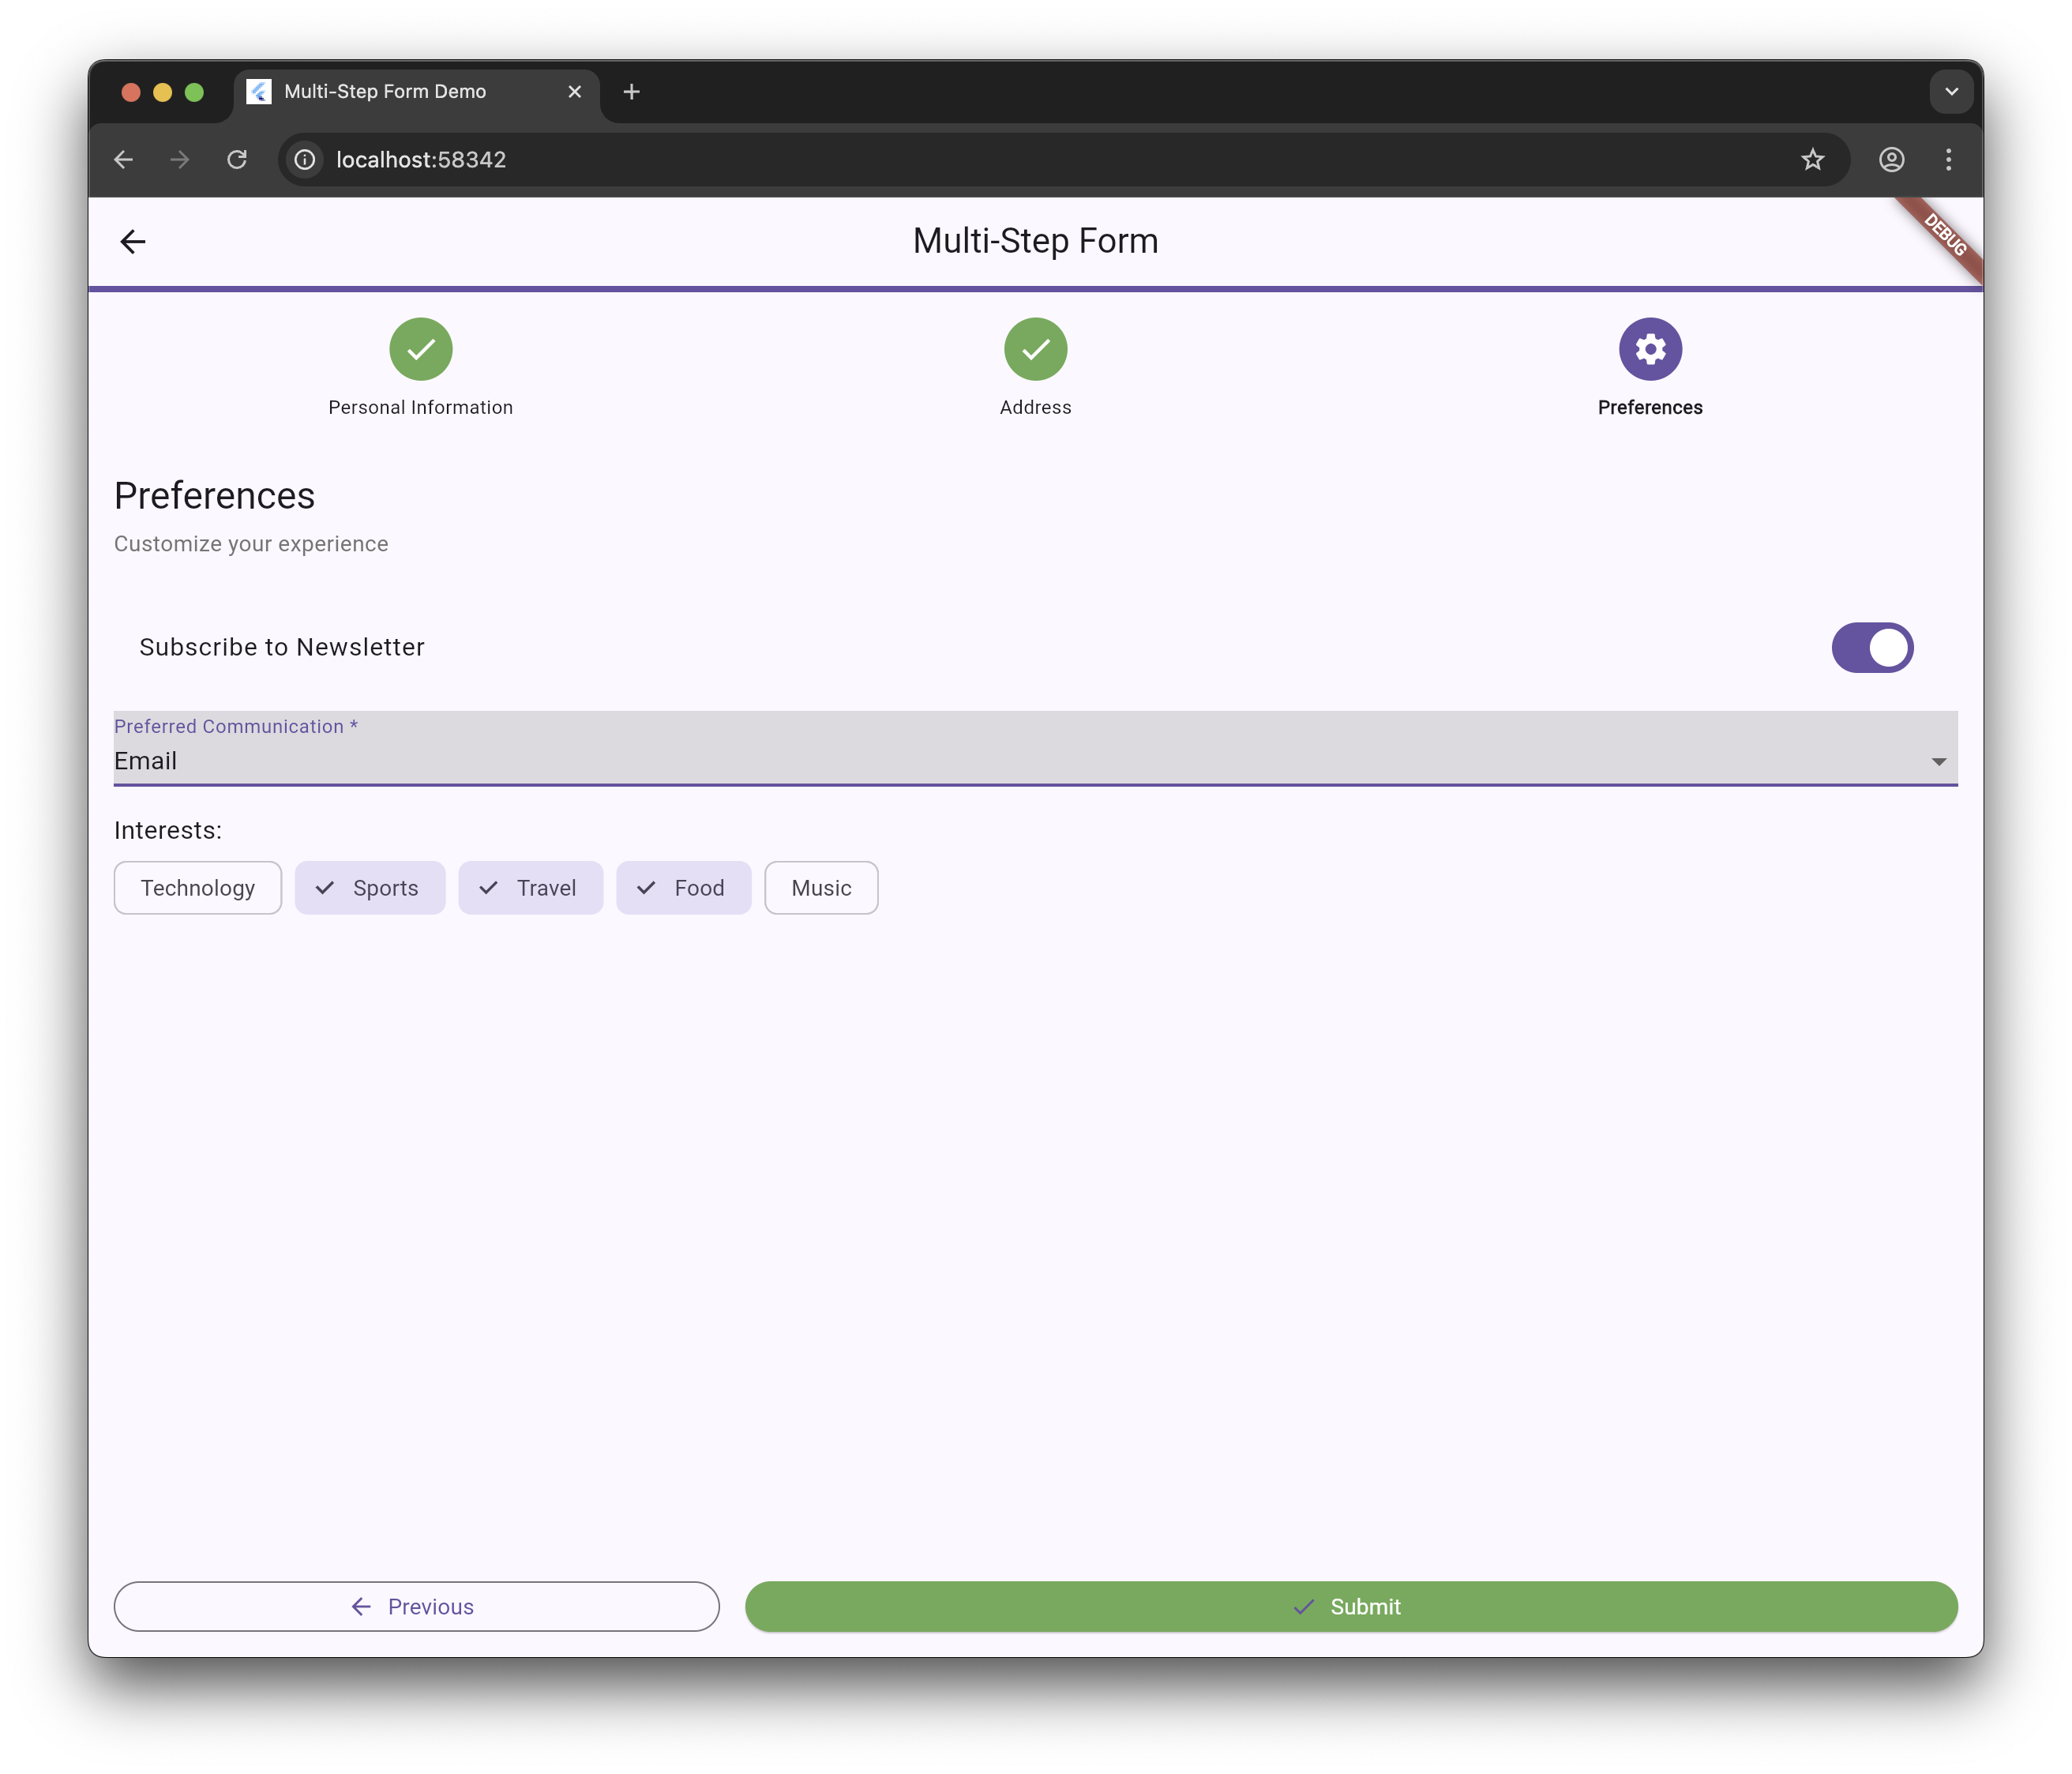 Multi-Step Form Demo
localhost:58342
Multi-Step Form
DEBUG
Personal Information
Address
Preferences
Preferences
Customize your experience
Subscribe to Newsletter
Preferred Communication *
Email
Interests:
Technology Sports Travel Food Music
Previous Submit